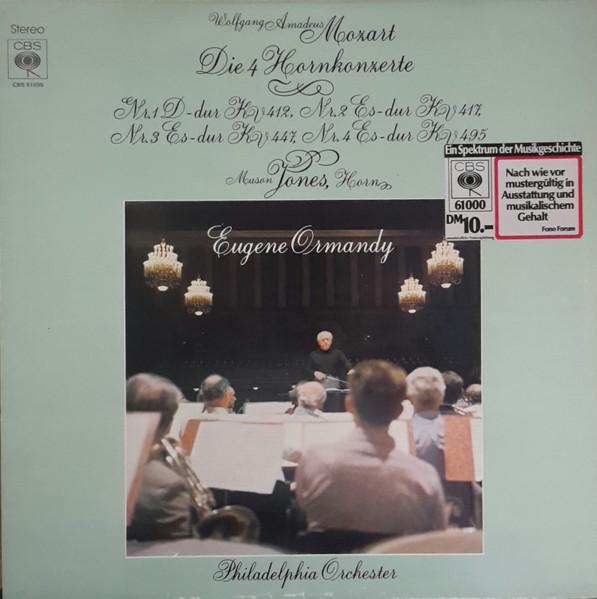 Stereo
CBS
CBS 61095
Wolfgang Amadeus
Mozart
Die 4 Hornkonzerte
Nr.1 D-dur KV 412, Nr.2 Es-dur KV 417,
Nr.3 Es-dur KV 447, Nr.4 Es-dur KV 495
Mason Jones, Horn
Ein Spektrum der Musikgeschichte
CBS
61000
DM 10.-
Nach wie vor
mustergültig in
Ausstattung und
musikalischem
Gehalt
Fono Forum
Eugene Ormandy
Philadelphia Orchester